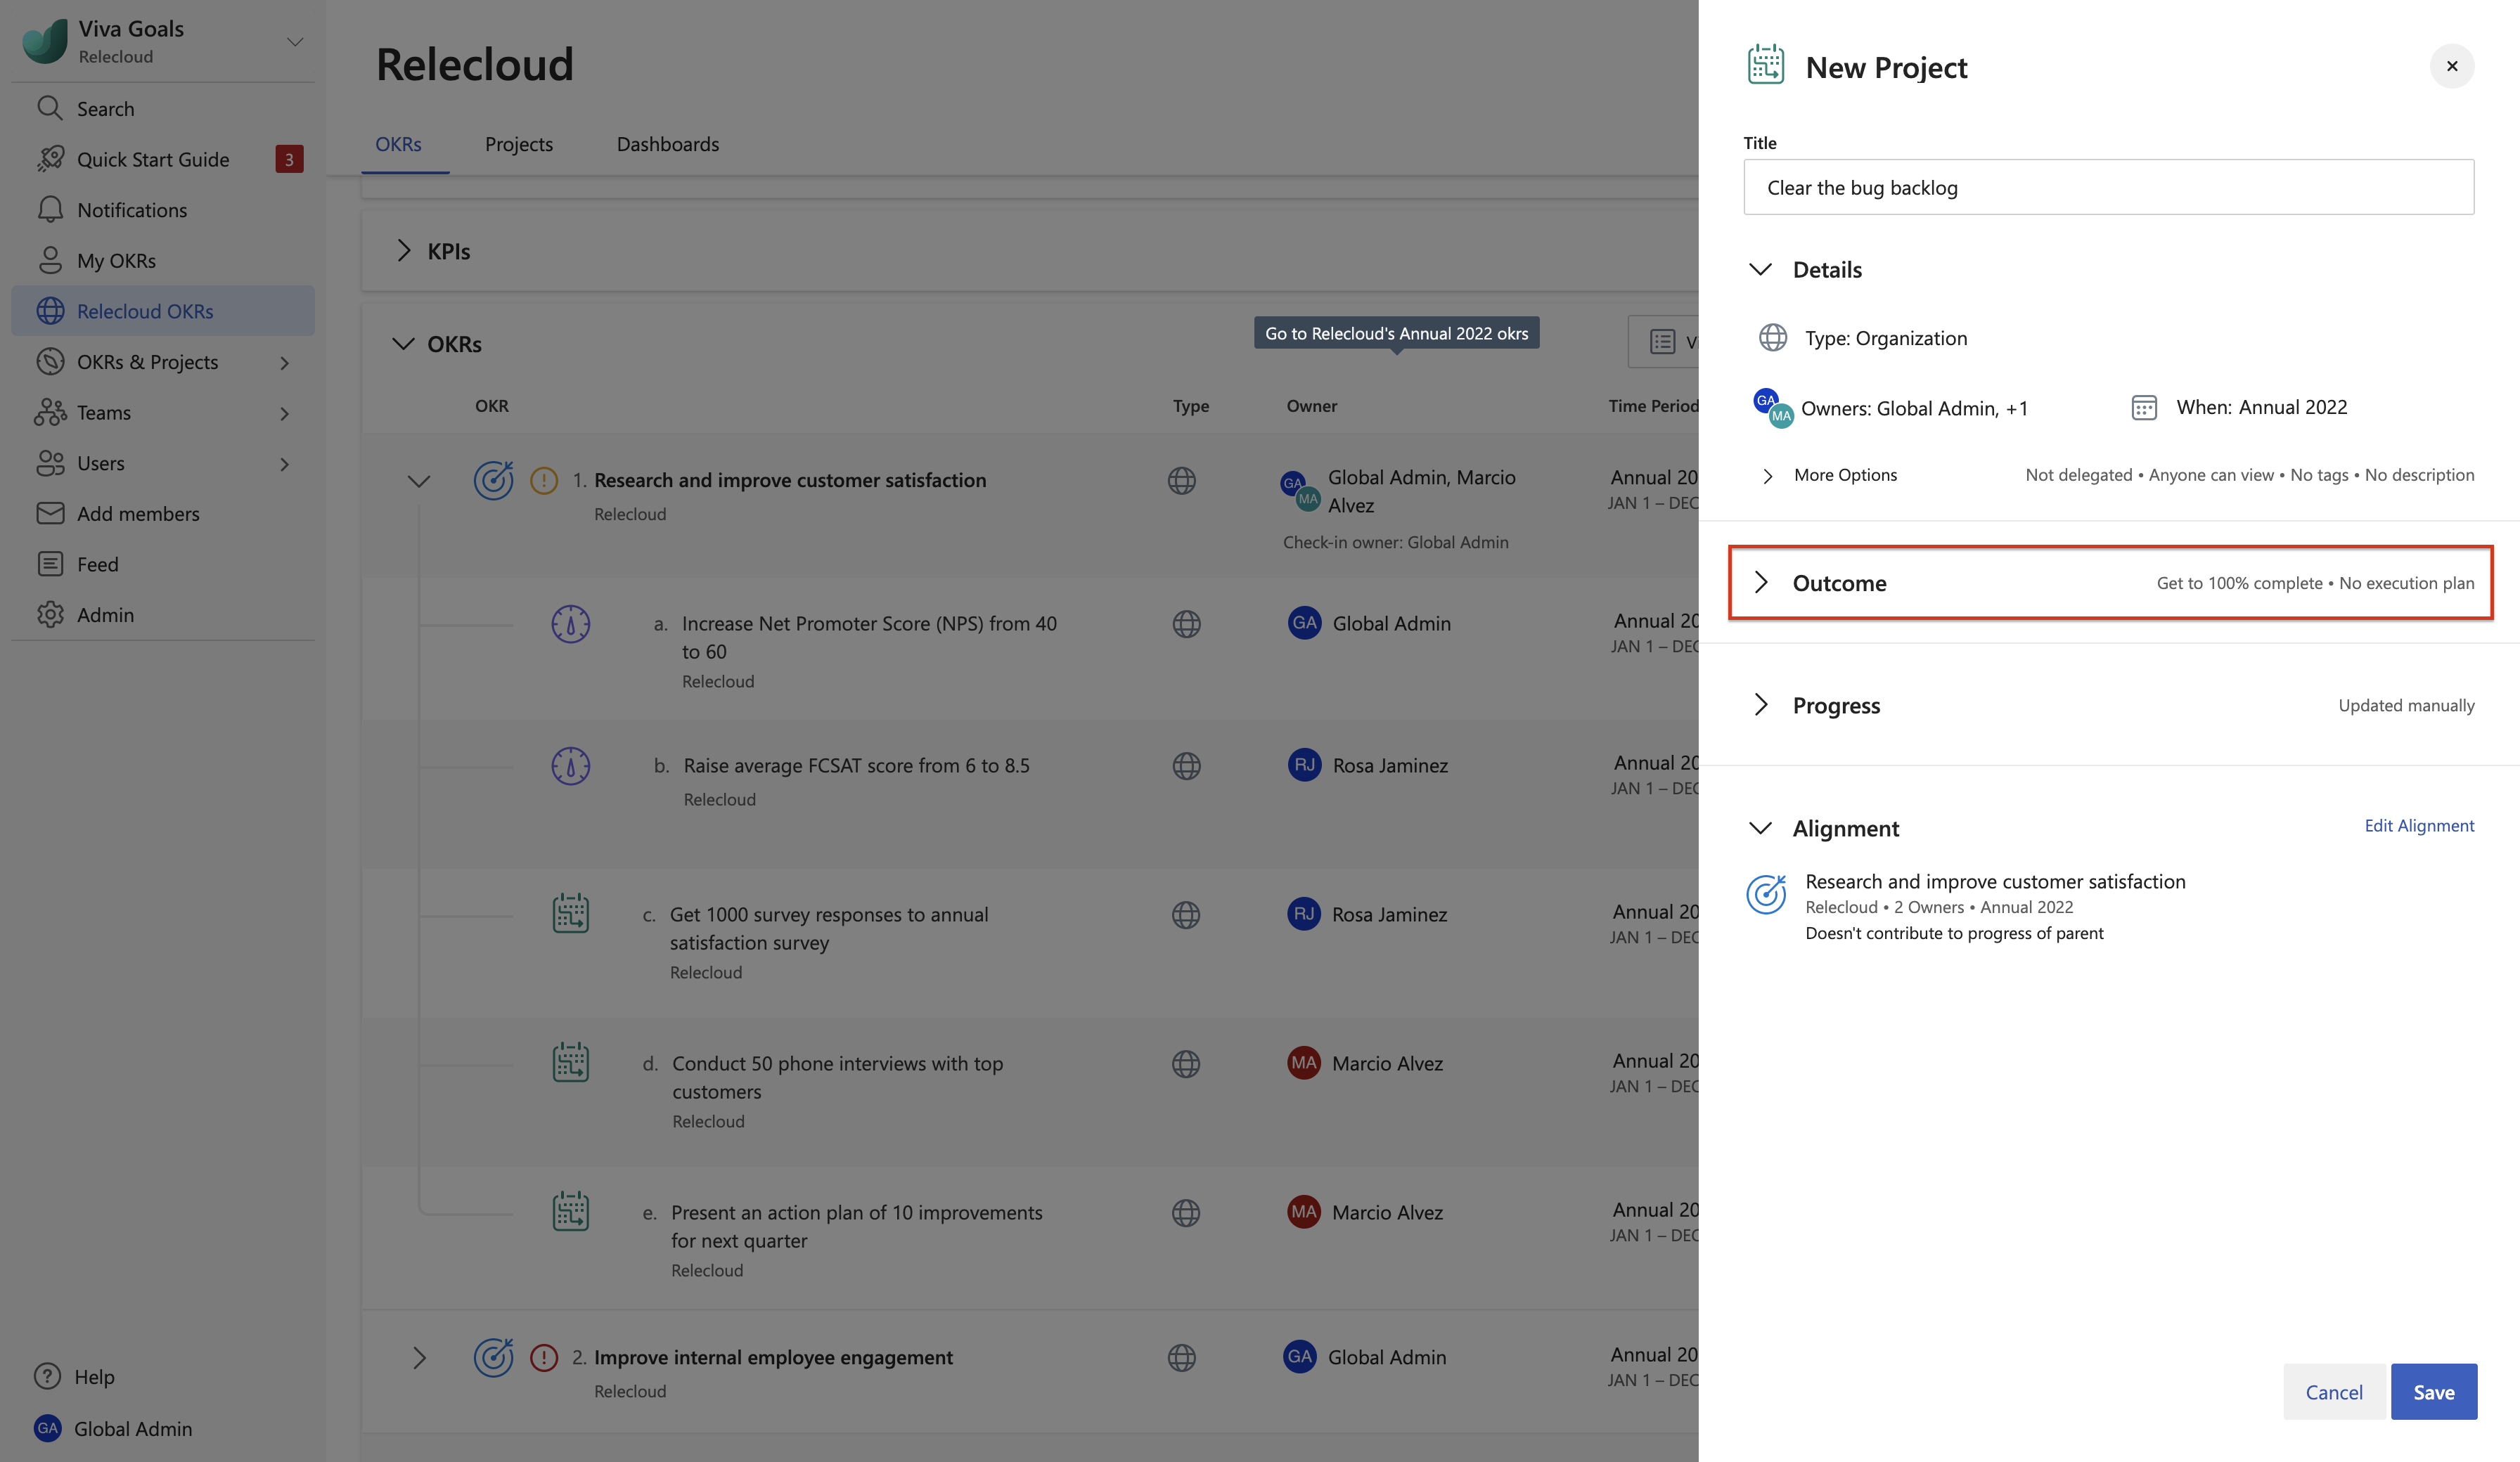 Viva Goals
Relecloud
Search
Quick Start Guide 3
Notifications
My OKRs
Relecloud OKRs
OKRs & Projects
Teams
Users
Add members
Feed
Admin
Help
GA Global Admin
Relecloud
OKRs Projects Dashboards
KPIs
OKRs
Go to Relecloud's Annual 2022 okrs
OKR Type Owner Time Period
1. Research and improve customer satisfaction
Relecloud
GA MA Global Admin, Marcio
Alvez
Check-in owner: Global Admin
Annual 20
JAN 1 – DEC
a. Increase Net Promoter Score (NPS) from 40
to 60
Relecloud
GA Global Admin
Annual 20
JAN 1 – DEC
b. Raise average FCSAT score from 6 to 8.5
Relecloud
RJ Rosa Jaminez
Annual 20
JAN 1 – DEC
c. Get 1000 survey responses to annual
satisfaction survey
Relecloud
RJ Rosa Jaminez
Annual 20
JAN 1 – DEC
d. Conduct 50 phone interviews with top
customers
Relecloud
MA Marcio Alvez
Annual 20
JAN 1 – DEC
e. Present an action plan of 10 improvements
for next quarter
Relecloud
MA Marcio Alvez
Annual 20
JAN 1 – DEC
2. Improve internal employee engagement
Relecloud
GA Global Admin
Annual 20
JAN 1 – DEC
New Project
Title
Clear the bug backlog
Details
Type: Organization
GA MA Owners: Global Admin, +1
When: Annual 2022
More Options Not delegated • Anyone can view • No tags • No description
Outcome Get to 100% complete • No execution plan
Progress Updated manually
Alignment Edit Alignment
Research and improve customer satisfaction
Relecloud • 2 Owners • Annual 2022
Doesn't contribute to progress of parent
Cancel Save